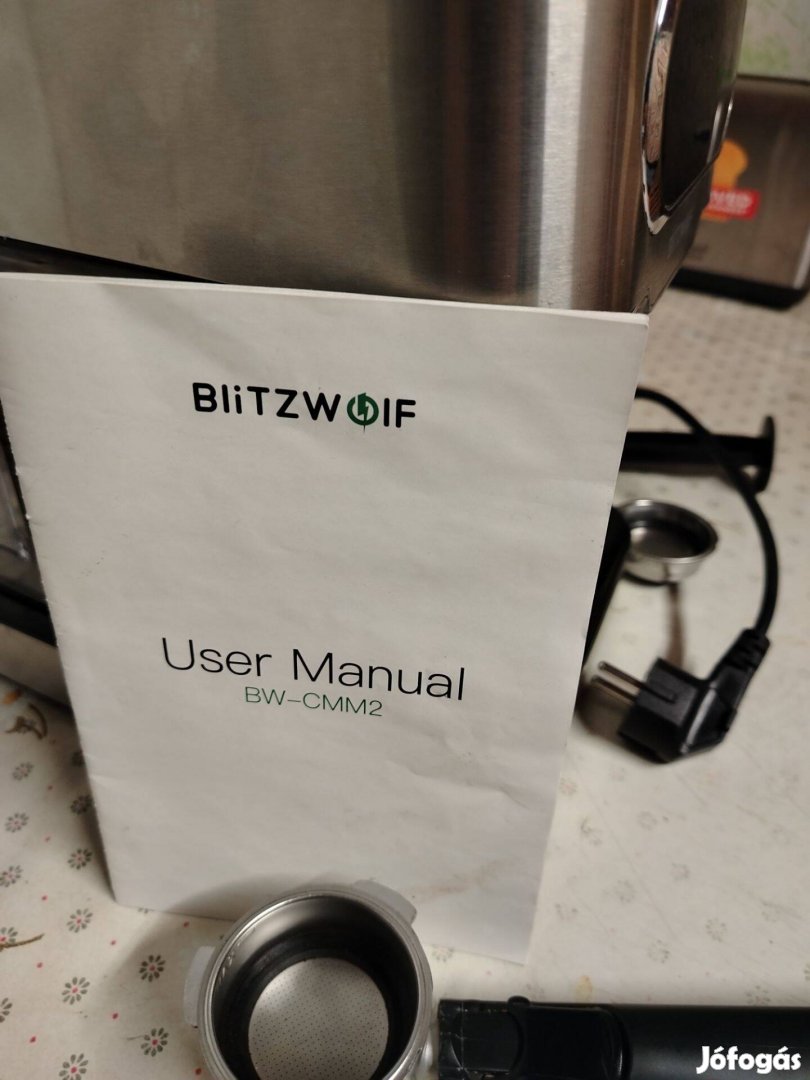 BLiTZWOlF
User Manual
BW-CMM2
Jófogás